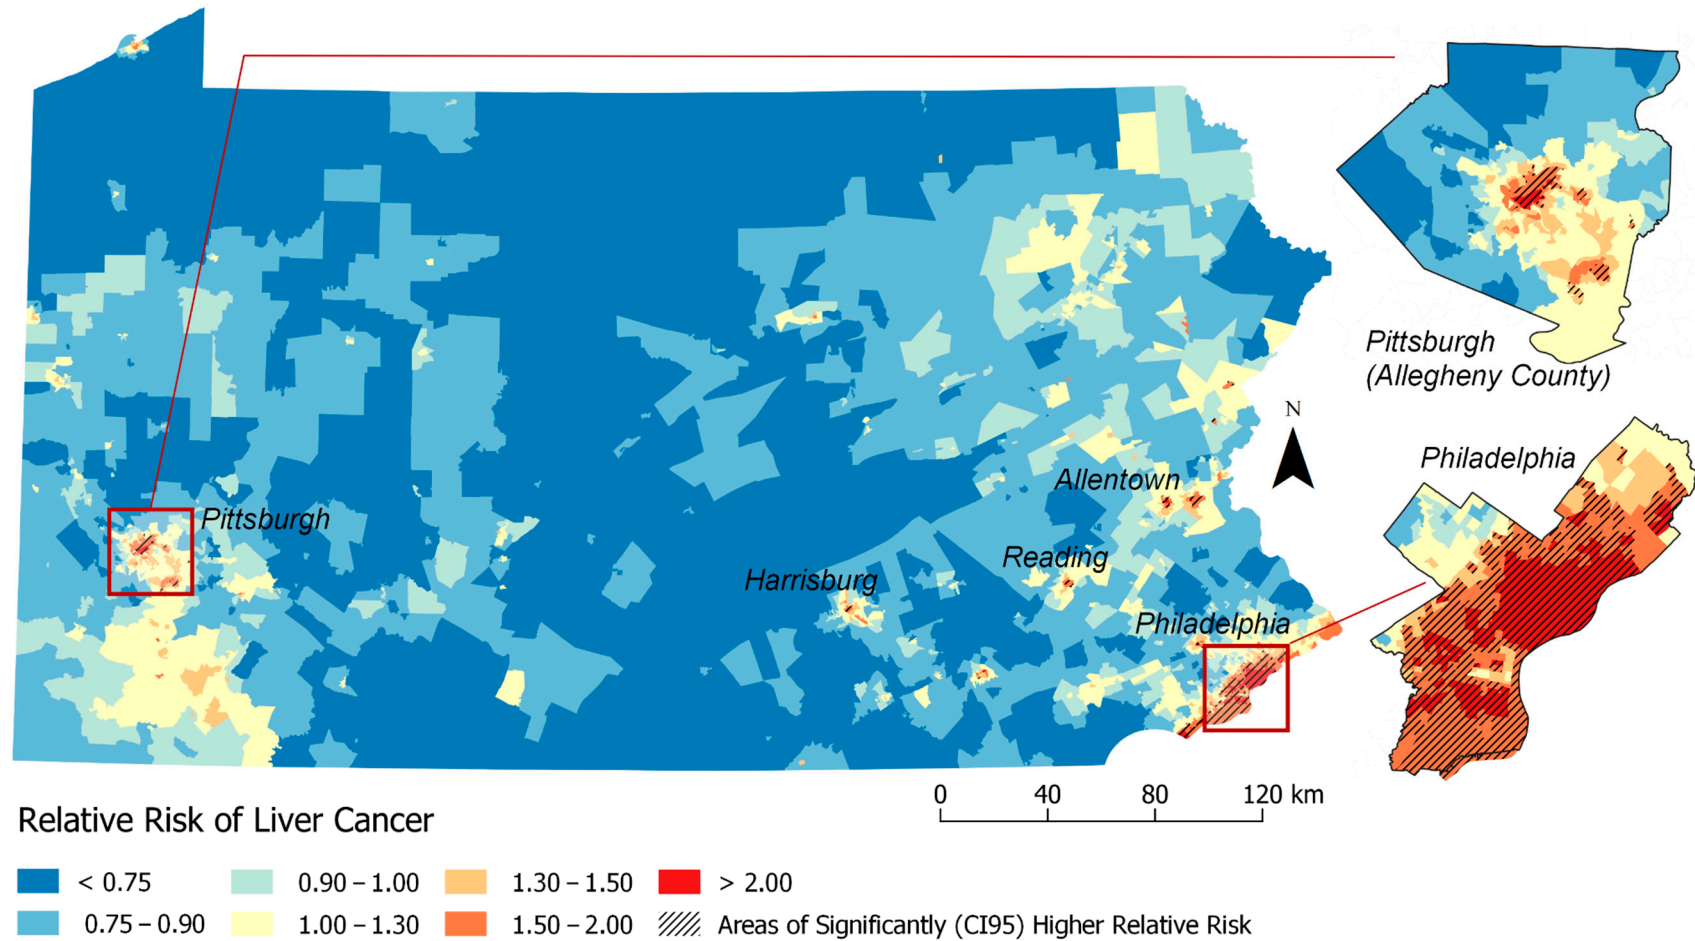 Pittsburgh
(Allegheny County)
N
Philadelphia
Allentown
Pittsburgh
Reading
Harrisburg
Philadelphia
0 40 80 120 km
Relative Risk of Liver Cancer
< 0.75 0.90 – 1.00 1.30 – 1.50 > 2.00
0.75 – 0.90 1.00 – 1.30 1.50 – 2.00 Areas of Significantly (CI95) Higher Relative Risk